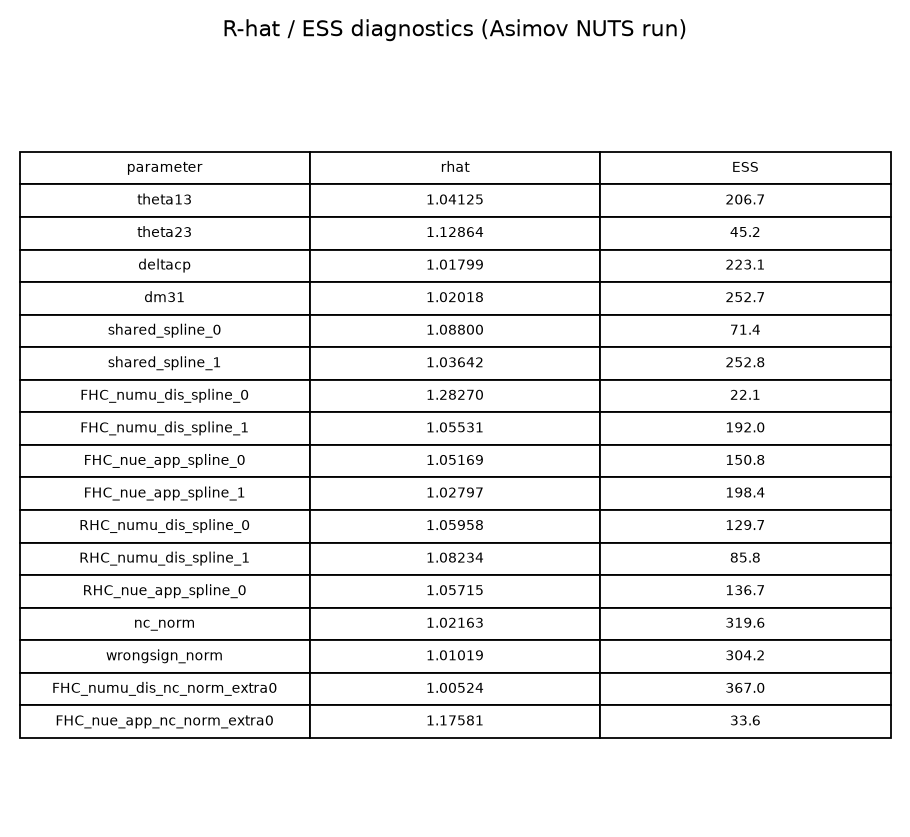 R-hat / ESS diagnostics (Asimov NUTS run)
parameter rhat ESS
theta13 1.04125 206.7
theta23 1.12864 45.2
deltacp 1.01799 223.1
dm31 1.02018 252.7
shared_spline_0 1.08800 71.4
shared_spline_1 1.03642 252.8
FHC_numu_dis_spline_0 1.28270 22.1
FHC_numu_dis_spline_1 1.05531 192.0
FHC_nue_app_spline_0 1.05169 150.8
FHC_nue_app_spline_1 1.02797 198.4
RHC_numu_dis_spline_0 1.05958 129.7
RHC_numu_dis_spline_1 1.08234 85.8
RHC_nue_app_spline_0 1.05715 136.7
nc_norm 1.02163 319.6
wrongsign_norm 1.01019 304.2
FHC_numu_dis_nc_norm_extra0 1.00524 367.0
FHC_nue_app_nc_norm_extra0 1.17581 33.6